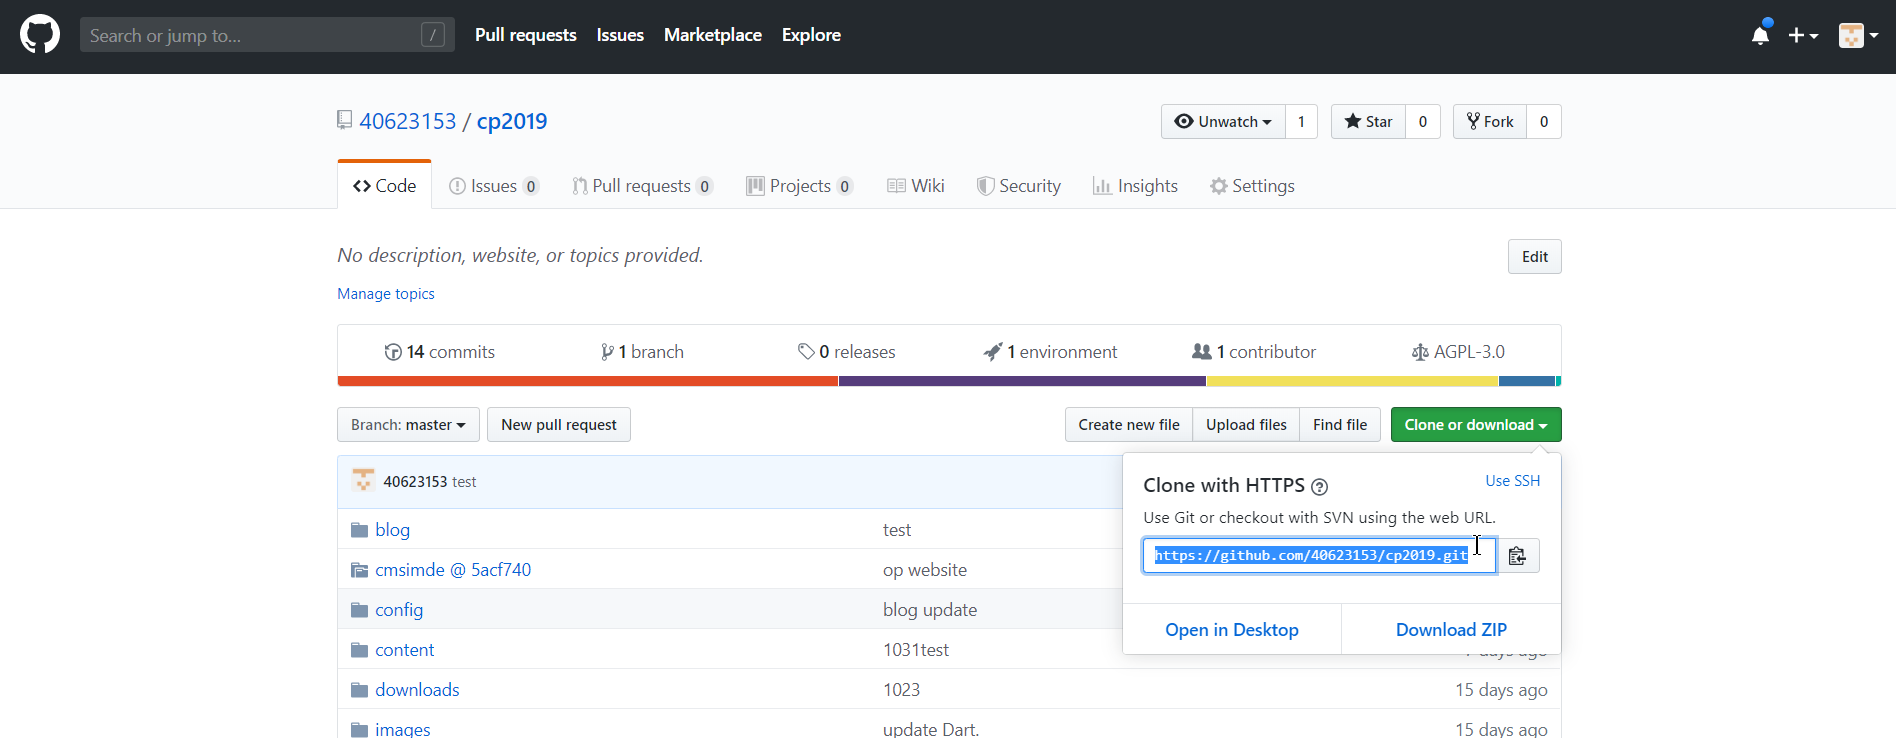 Search or jump to... /
Pull requests Issues Marketplace Explore
40623153 / cp2019
Unwatch 1 Star 0 Fork 0
Code Issues 0 Pull requests 0 Projects 0 Wiki Security Insights Settings
No description, website, or topics provided.
Edit
Manage topics
14 commits 1 branch 0 releases 1 environment 1 contributor AGPL-3.0
Branch: master New pull request Create new file Upload files Find file Clone or download
40623153 test
Clone with HTTPS ?
Use SSH
Use Git or checkout with SVN using the web URL.
https://github.com/40623153/cp2019.git
Open in Desktop Download ZIP
blog test
cmsimde @ 5acf740 op website
config blog update
content 1031test days ago
downloads 1023 15 days ago
images update Dart. 15 days ago